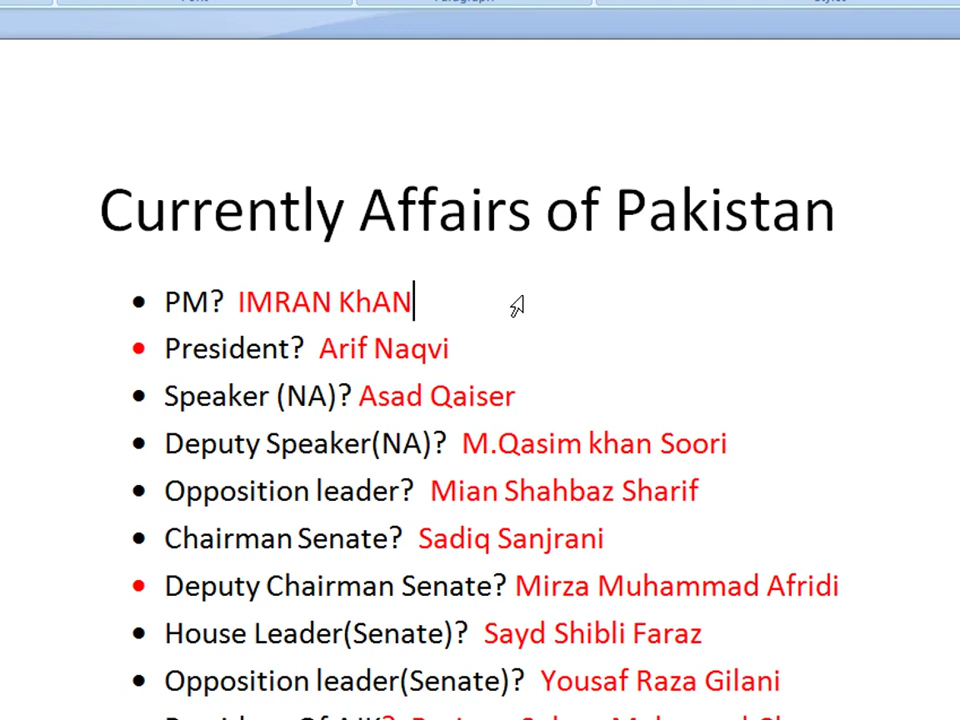 Currently Affairs of Pakistan
• PM? IMRAN KhAN
• President? Arif Naqvi
• Speaker (NA)? Asad Qaiser
• Deputy Speaker(NA)? M.Qasim khan Soori
• Opposition leader? Mian Shahbaz Sharif
• Chairman Senate? Sadiq Sanjrani
• Deputy Chairman Senate? Mirza Muhammad Afridi
• House Leader(Senate)? Sayd Shibli Faraz
• Opposition leader(Senate)? Yousaf Raza Gilani